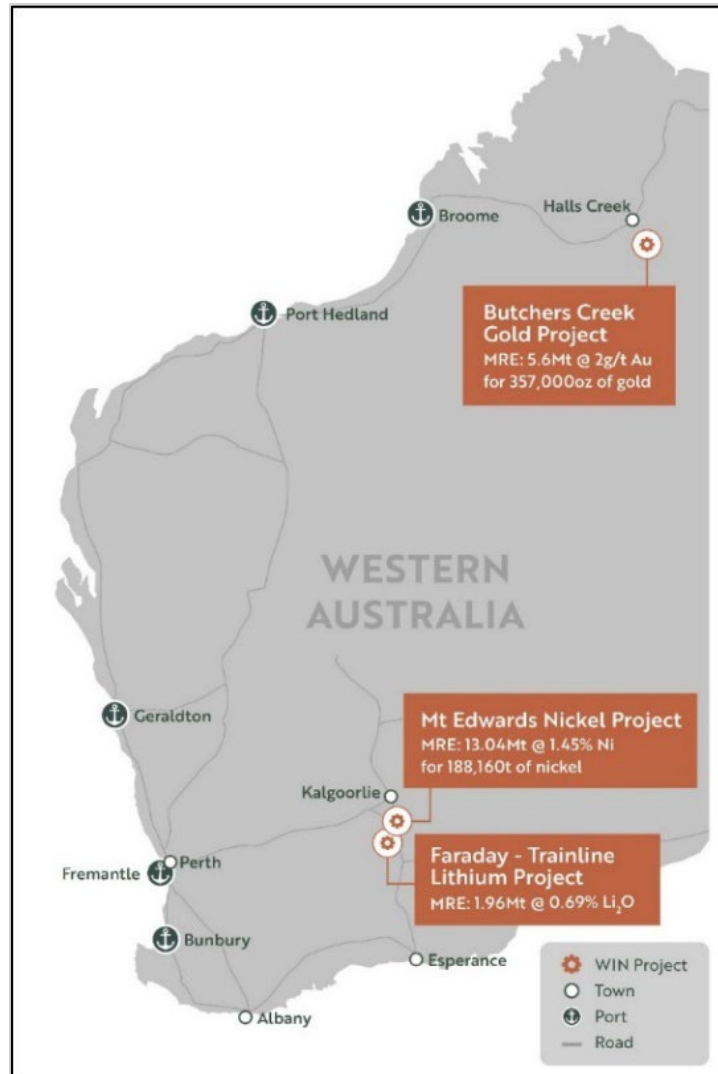 Halls Creek
Broome
Butchers Creek
Gold Project
MRE: 5.6Mt @ 2g/t Au
for 357,000oz of gold
Port Hedland
WESTERN
AUSTRALIA
Mt Edwards Nickel Project
MRE: 13.04Mt @ 1.45% Ni
for 188,160t of nickel
Geraldton
Kalgoorlie
Faraday - Trainline
Lithium Project
MRE: 1.96Mt @ 0.69% Li₂O
Perth
Fremantle
Bunbury
Esperance
Albany
WIN Project
Town
Port
Road